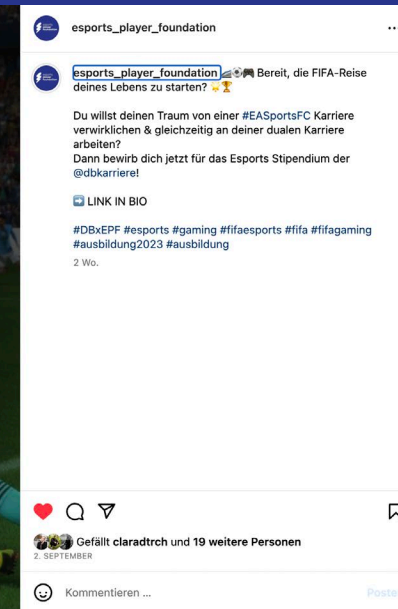 esports_player_foundation
esports_player_foundation 🏟⚽🎮 Bereit, die FIFA-Reise
deines Lebens zu starten? 🌟🏆
Du willst deinen Traum von einer #EASportsFC Karriere
verwirklichen & gleichzeitig an deiner dualen Karriere
arbeiten?
Dann bewirb dich jetzt für das Esports Stipendium der
@dbkarriere!
➡️ LINK IN BIO
#DBxEPF #esports #gaming #fifaesports #fifa #fifagaming
#ausbildung2023 #ausbildung
2 Wo.
Gefällt claradtrch und 19 weitere Personen
2. SEPTEMBER
Kommentieren ...